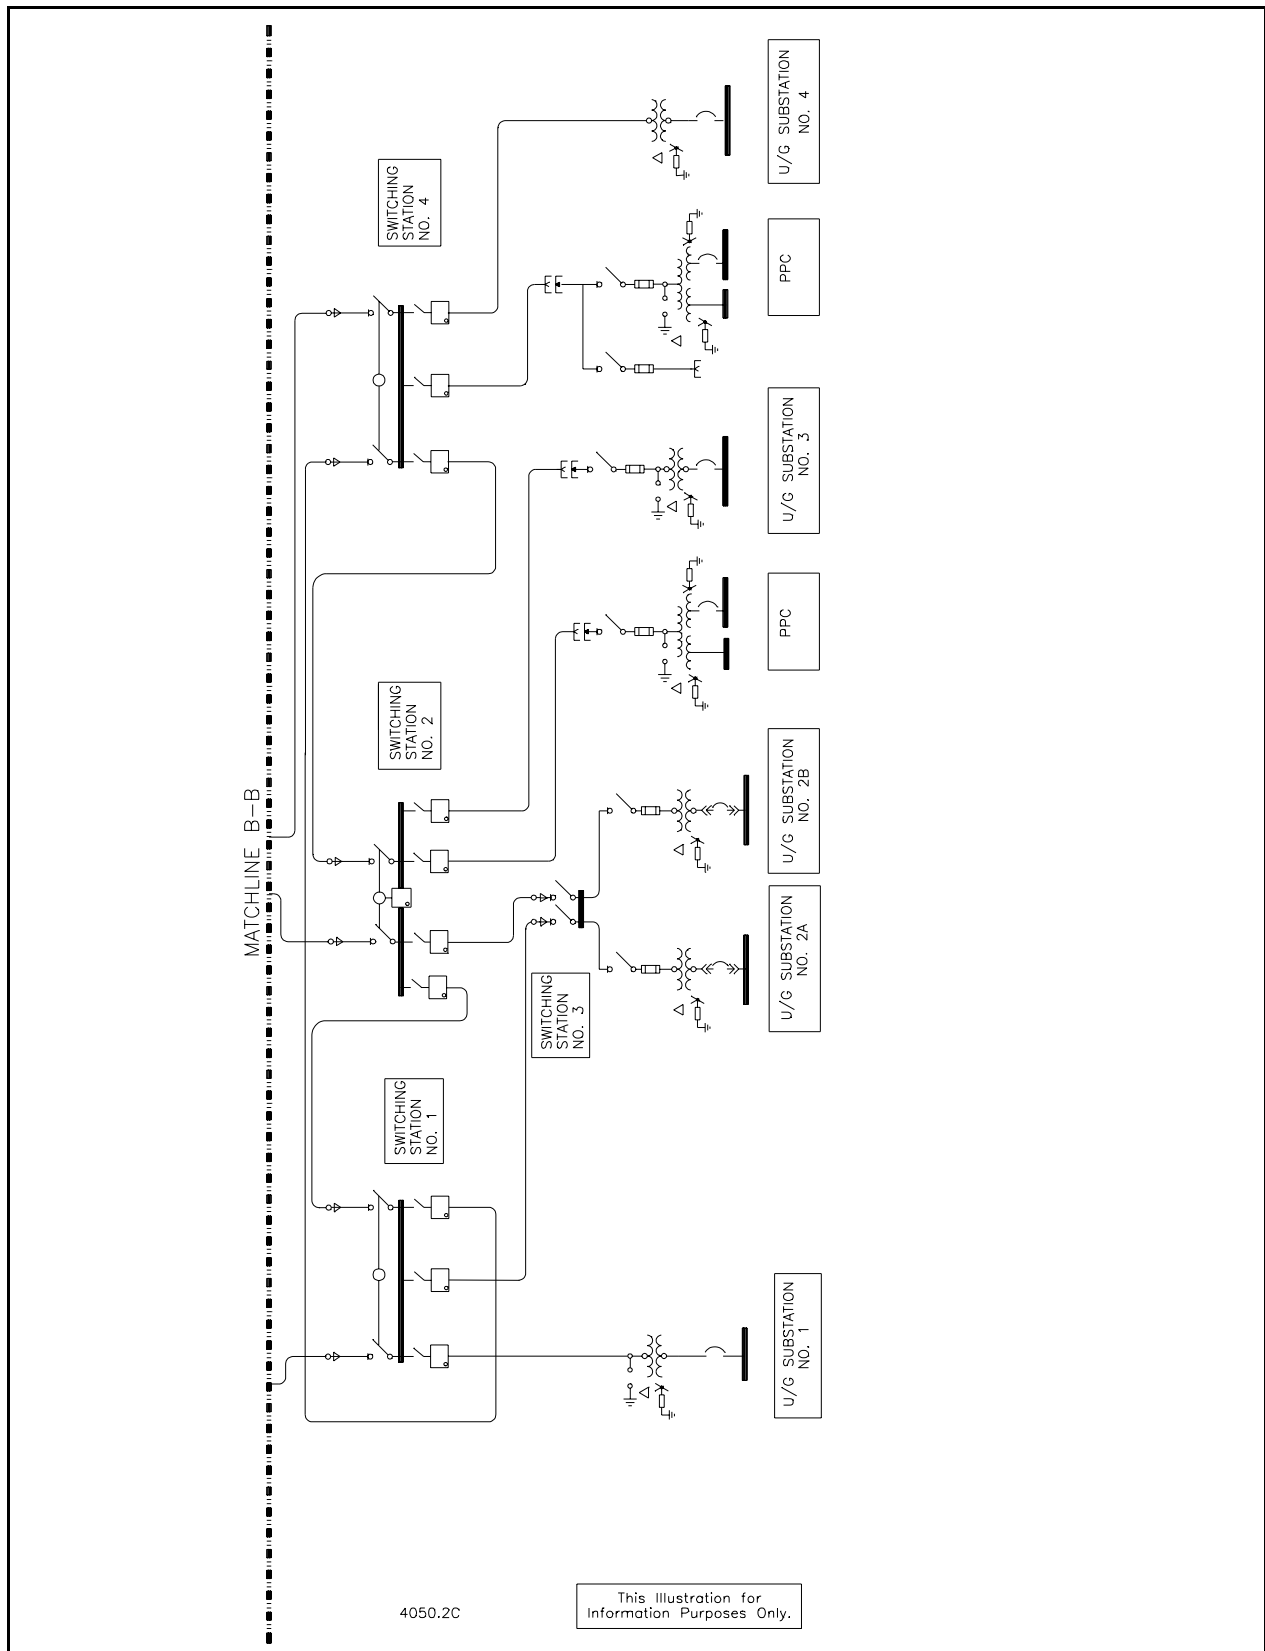 MATCHLINE B-B
SWITCHING
STATION
NO. 4
SWITCHING
STATION
NO. 2
SWITCHING
STATION
NO. 3
SWITCHING
STATION
NO. 1
U/G SUBSTATION
NO. 4
PPC
U/G SUBSTATION
NO. 3
PPC
U/G SUBSTATION
NO. 2B
U/G SUBSTATION
NO. 2A
U/G SUBSTATION
NO. 1
4050.2C
This Illustration for
Information Purposes Only.